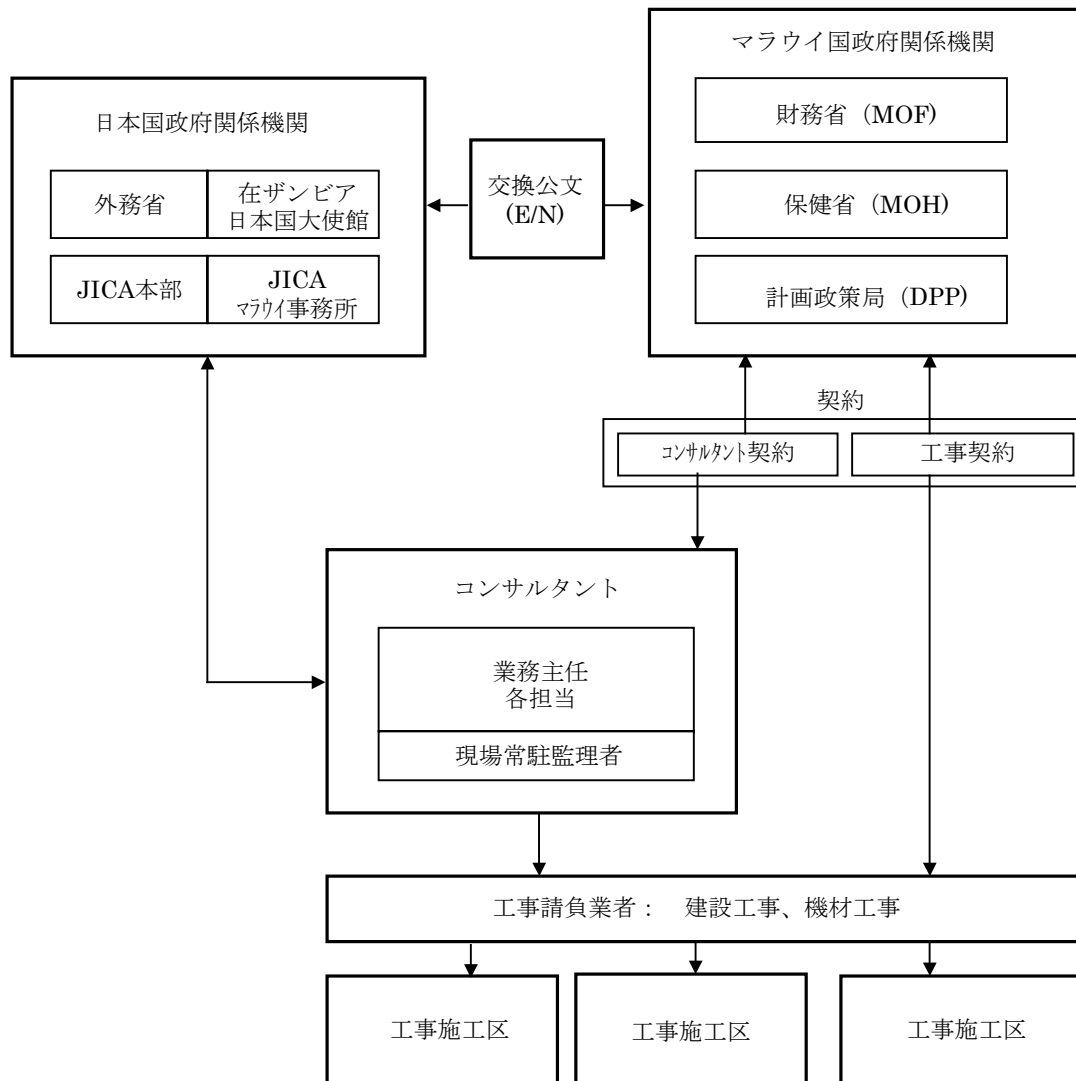 マラウイ国政府関係機関
財務省 (MOF)
保健省 (MOH)
計画政策局 (DPP)
日本国政府関係機関
外務省
在ザンビア
日本国大使館
JICA本部
JICA
ﾏﾗｳｲ事務所
交換公文
(E/N)
契約
ｺﾝｻﾙﾀﾝﾄ契約
工事契約
コンサルタント
業務主任
各担当
現場常駐監理者
工事請負業者： 建設工事、機材工事
工事施工区
工事施工区
工事施工区